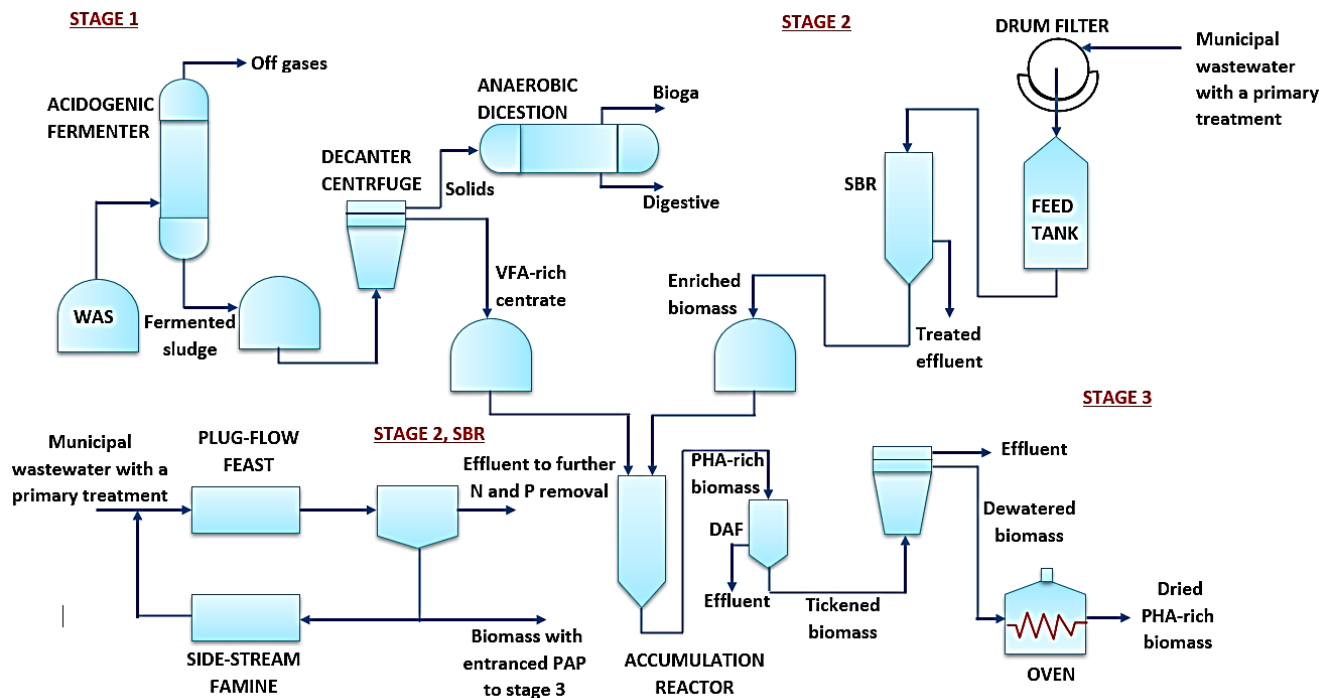 STAGE 1
Off gases
ACIDOGENIC
FERMENTER
WAS
Fermented
sludge
DECANTER
CENTRFUGE
Solids
ANAEROBIC
DICESTION
Bioga
Digestive
VFA-rich
centrate
STAGE 2
DRUM FILTER
Municipal
wastewater
with a primary
treatment
FEED
TANK
SBR
Enriched
biomass
Treated
effluent
STAGE 2, SBR
Municipal
wastewater with a
primary treatment
PLUG-FLOW
FEAST
Effluent to further
N and P removal
SIDE-STREAM
FAMINE
Biomass with
entranced PAP
to stage 3
STAGE 3
ACCUMULATION
REACTOR
PHA-rich
biomass
DAF
Effluent
Tickened
biomass
Effluent
Dewatered
biomass
OVEN
Dried
PHA-rich
biomass